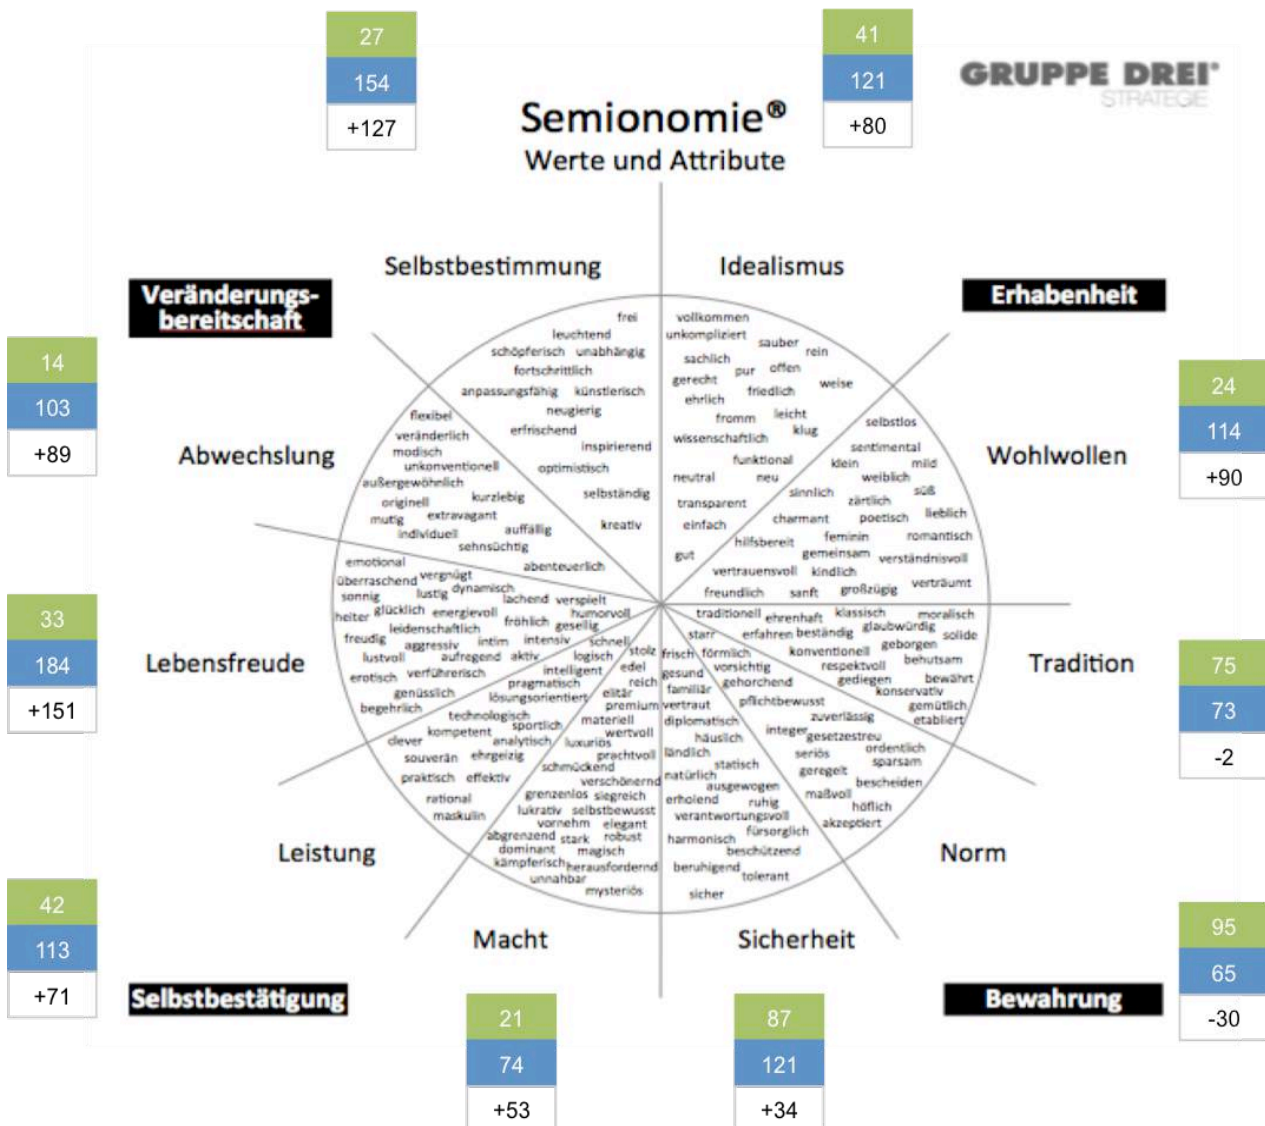 27
154
+127
41
121
+80
GRUPPE DREI®
STRATEGIE
Semionomie®
Werte und Attribute
Selbstbestimmung
Idealismus
Veränderungs-
bereitschaft
Erhabenheit
14
103
+89
Abwechslung
24
114
+90
Wohlwollen
33
184
+151
Lebensfreude
75
73
-2
Tradition
Leistung
Norm
42
113
+71
Macht
Sicherheit
95
65
-30
Selbstbestätigung
Bewahrung
21
74
+53
87
121
+34
frei
leuchtend
schöpferisch unabhängig
fortschrittlich
anpassungsfähig künstlerisch
neugierig
erfrischend
inspirierend
optimistisch
selbständig
kreativ
vollkommen
unkompliziert
sauber
rein
sachlich
pur offen
gerecht
friedlich
weise
ehrlich
fromm leicht
klug
wissenschaftlich
funktional
neutral neu
transparent
einfach
gut
flexibel
veränderlich
modisch
unkonventionell
außergewöhnlich
kurzlebig
originell
extravagant
mutig
auffällig
individuell
sehnsüchtig
abenteuerlich
selbstlos
sentimental
klein mild
weiblich
sinnlich süß
zärtlich
lieblich
charmant poetisch
feminin romantisch
hilfsbereit
gemeinsam verständnisvoll
vertrauensvoll kindlich
großzügig verträumt
freundlich sanft
emotional
überraschend vergnügt
sonnig lustig dynamisch
lachend verspielt
heiter glücklich energievoll humorvoll
leidenschaftlich fröhlich gesellig
freudig aggressiv intim intensiv schnell
lustvoll aufregend aktiv
erotisch verführerisch
genüsslich
begehrlich
traditionell ehrenhaft klassisch moralisch
starr erfahren beständig glaubwürdig solide
konventionell geborgen
respektvoll behutsam
gediegen bewährt
konservativ
gemütlich
etabliert
logisch
intelligent
pragmatisch
lösungsorientiert
technologisch
kompetent sportlich
clever analytisch
souverän ehrgeizig
praktisch effektiv
rational
maskulin
stolz
edel
reich
elitär
premium
materiell
wertvoll
luxuriös
prachtvoll
schmückend
verschönernd
grenzenlos siegreich
lukrativ selbstbewusst
vornehm elegant
abgrenzend stark robust
dominant magisch
kämpferisch herausfordernd
unnahbar
mysteriös
frisch
gesund
familiär
vertraut
diplomatisch
häuslich
ländlich
statisch
natürlich
ausgewogen
erholend ruhig
verantwortungsvoll
fürsorglich
harmonisch
beschützend
beruhigend
tolerant
sicher
förmlich
vorsichtig
gehorchend
pflichtbewusst
zuverlässig
integer gesetzestreu
seriös ordentlich
sparsam
geregelt
bescheiden
maßvoll
höflich
akzeptiert